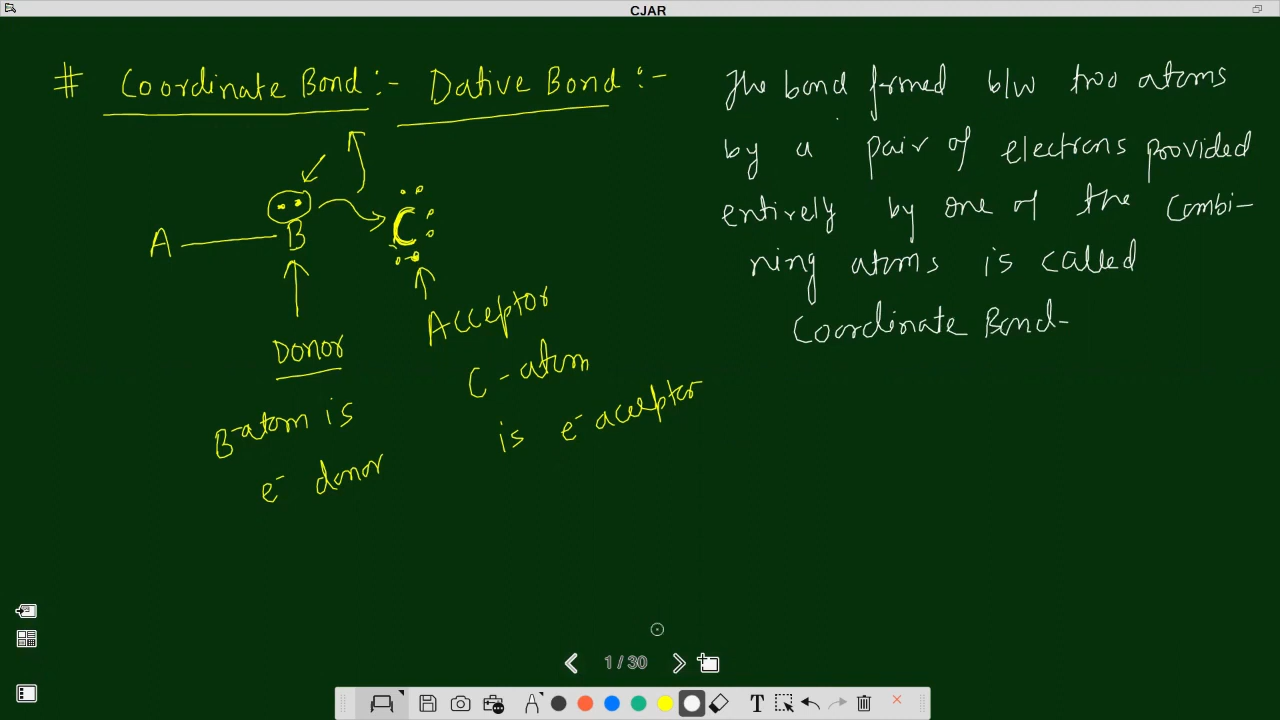 CJAR
# Coordinate Bond :- Dative Bond :-
A B C
Donor
B-atom is
e- donor
Acceptor
C-atom
is e- acceptor
The bond formed b/w two atoms
by a pair of electrons provided
entirely by one of the Combi-
ning atoms is called
Coordinate Bond-
1 / 30
T